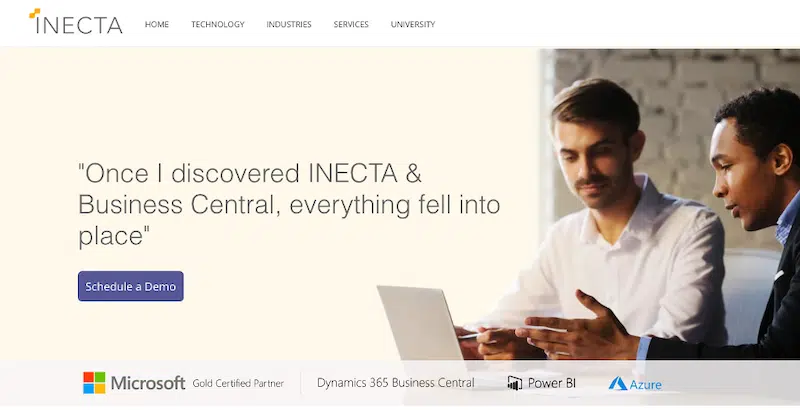 INECTA
HOME TECHNOLOGY INDUSTRIES SERVICES UNIVERSITY
"Once I discovered INECTA &
Business Central, everything fell into
place"
Schedule a Demo
Microsoft Gold Certified Partner Dynamics 365 Business Central Power BI Azure